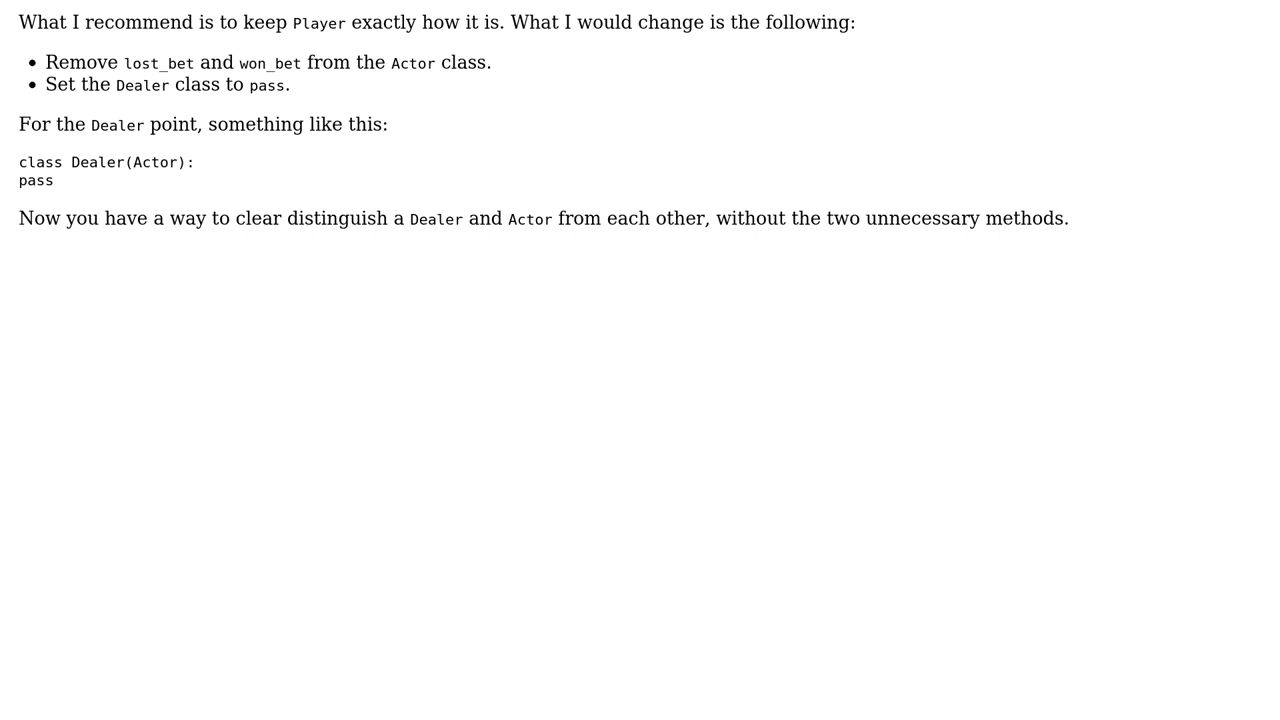 What I recommend is to keep Player exactly how it is. What I would change is the following:
• Remove lost_bet and won_bet from the Actor class.
• Set the Dealer class to pass.
For the Dealer point, something like this:
class Dealer(Actor):
pass
Now you have a way to clear distinguish a Dealer and Actor from each other, without the two unnecessary methods.